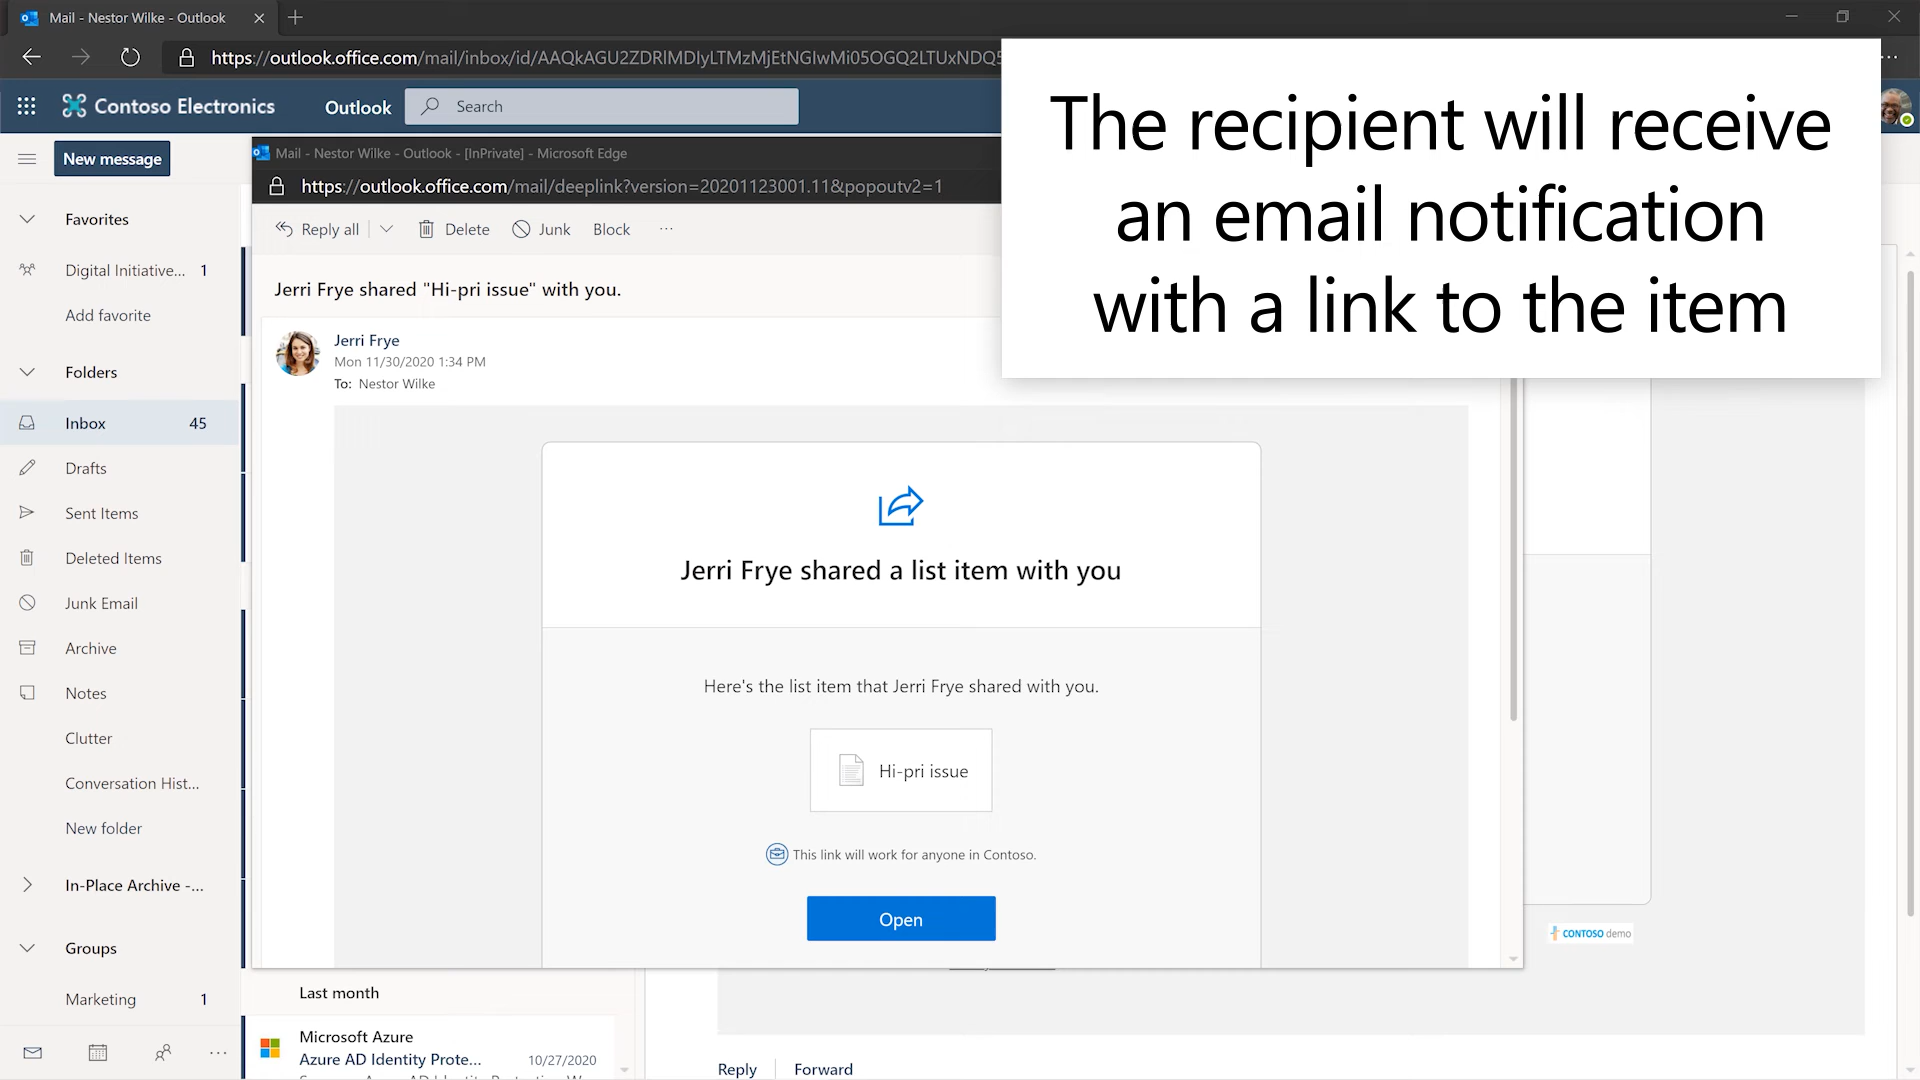 Mail - Nestor Wilke - Outlook
https://outlook.office.com/mail/inbox/id/AAQkAGU2ZDRlMDIyLTMzMjEtNGIwMi05OGQ2LTUxNDQ5
Contoso Electronics
Outlook
Search
The recipient will receive
an email notification
with a link to the item
New message
Favorites
Digital Initiative... 1
Add favorite
Folders
Inbox 45
Drafts
Sent Items
Deleted Items
Junk Email
Archive
Notes
Clutter
Conversation Hist...
New folder
In-Place Archive -...
Groups
Marketing 1
Mail - Nestor Wilke - Outlook - [InPrivate] - Microsoft Edge
https://outlook.office.com/mail/deeplink?version=20201123001.11&popoutv2=1
Reply all Delete Junk Block ...
Jerri Frye shared "Hi-pri issue" with you.
Jerri Frye
Mon 11/30/2020 1:34 PM
To: Nestor Wilke
Jerri Frye shared a list item with you
Here's the list item that Jerri Frye shared with you.
Hi-pri issue
This link will work for anyone in Contoso.
Open
CONTOSO demo
Last month
Microsoft Azure
Azure AD Identity Prote... 10/27/2020
Reply Forward